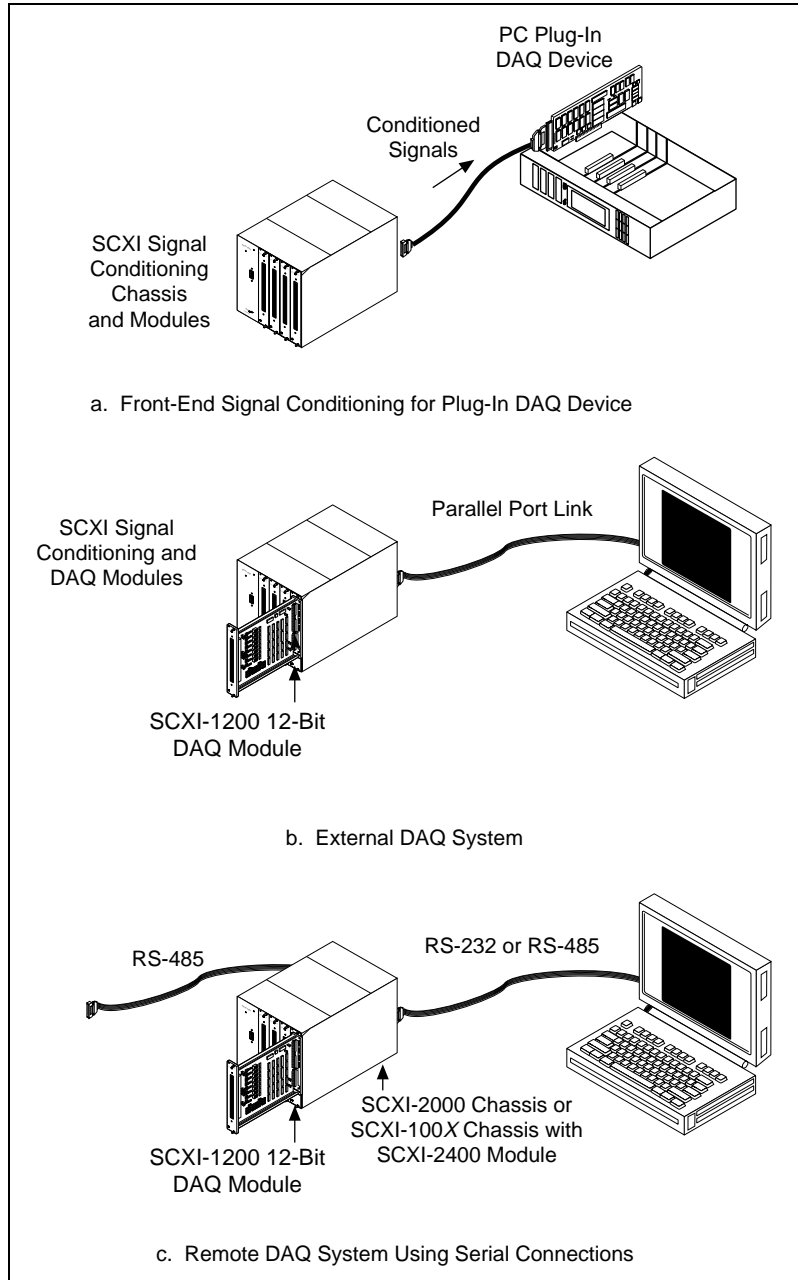 PC Plug-In
DAQ Device
Conditioned
Signals
SCXI Signal
Conditioning
Chassis
and Modules
a. Front-End Signal Conditioning for Plug-In DAQ Device
Parallel Port Link
SCXI Signal
Conditioning and
DAQ Modules
SCXI-1200 12-Bit
DAQ Module
b. External DAQ System
RS-485
RS-232 or RS-485
SCXI-2000 Chassis or
SCXI-100X Chassis with
SCXI-2400 Module
SCXI-1200 12-Bit
DAQ Module
c. Remote DAQ System Using Serial Connections